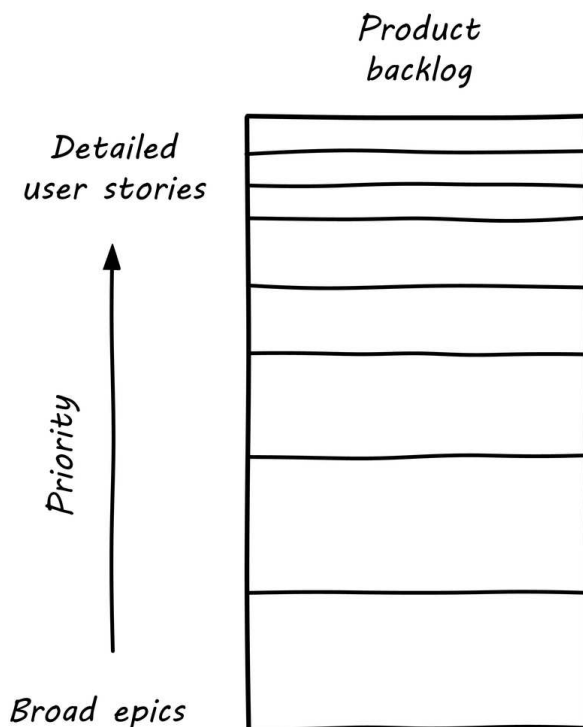 Product
backlog
Detailed
user stories
Priority
Broad epics